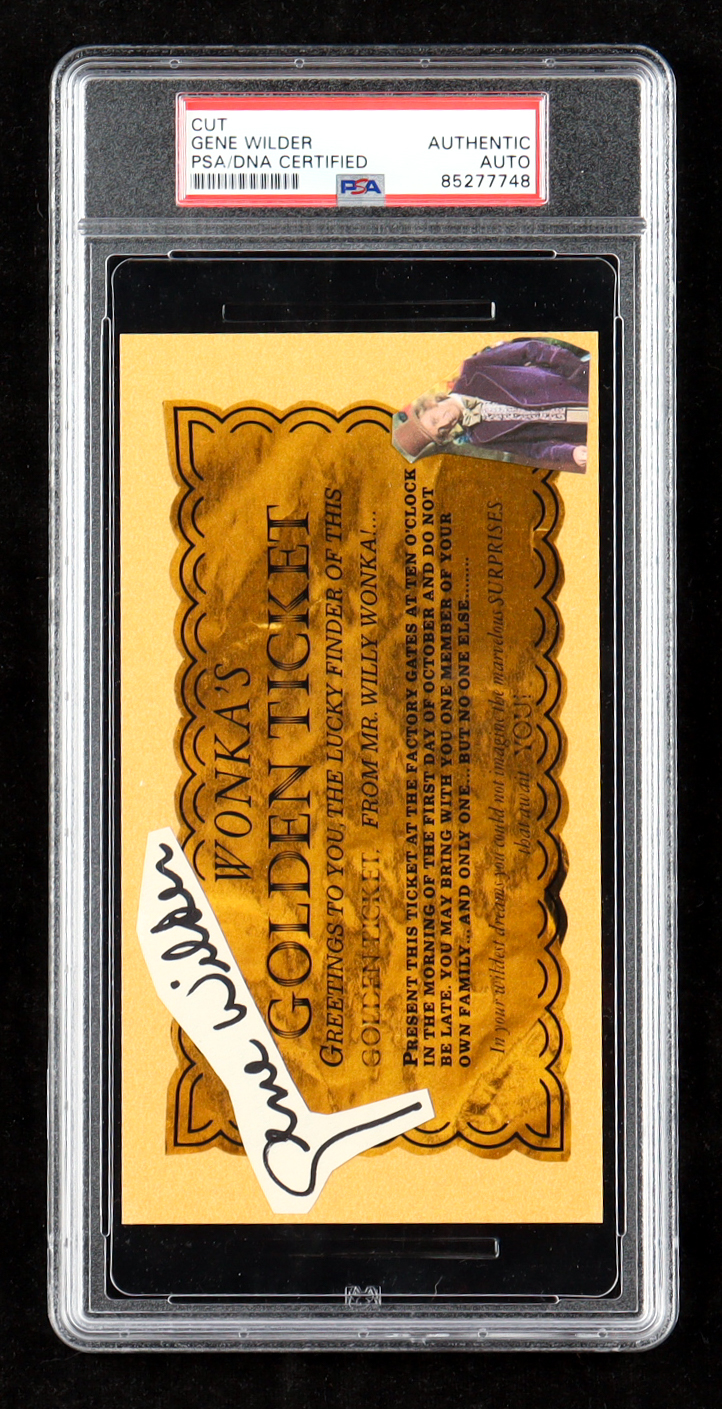 CUT
GENE WILDER AUTHENTIC
PSA/DNA CERTIFIED AUTO
PSA 85277748
WONKA'S
GOLDEN TICKET
GREETINGS TO YOU, THE LUCKY FINDER OF THIS
GOLDEN TICKET, FROM MR. WILLY WONKA!...
PRESENT THIS TICKET AT THE FACTORY GATES AT TEN O'CLOCK
IN THE MORNING OF THE FIRST DAY OF OCTOBER AND DO NOT
BE LATE. YOU MAY BRING WITH YOU ONE MEMBER OF YOUR
OWN FAMILY... AND ONLY ONE... BUT NO ONE ELSE.........
In your wildest dreams you could not imagine the marvelous SURPRISES
that await YOU!
Gene Wilder